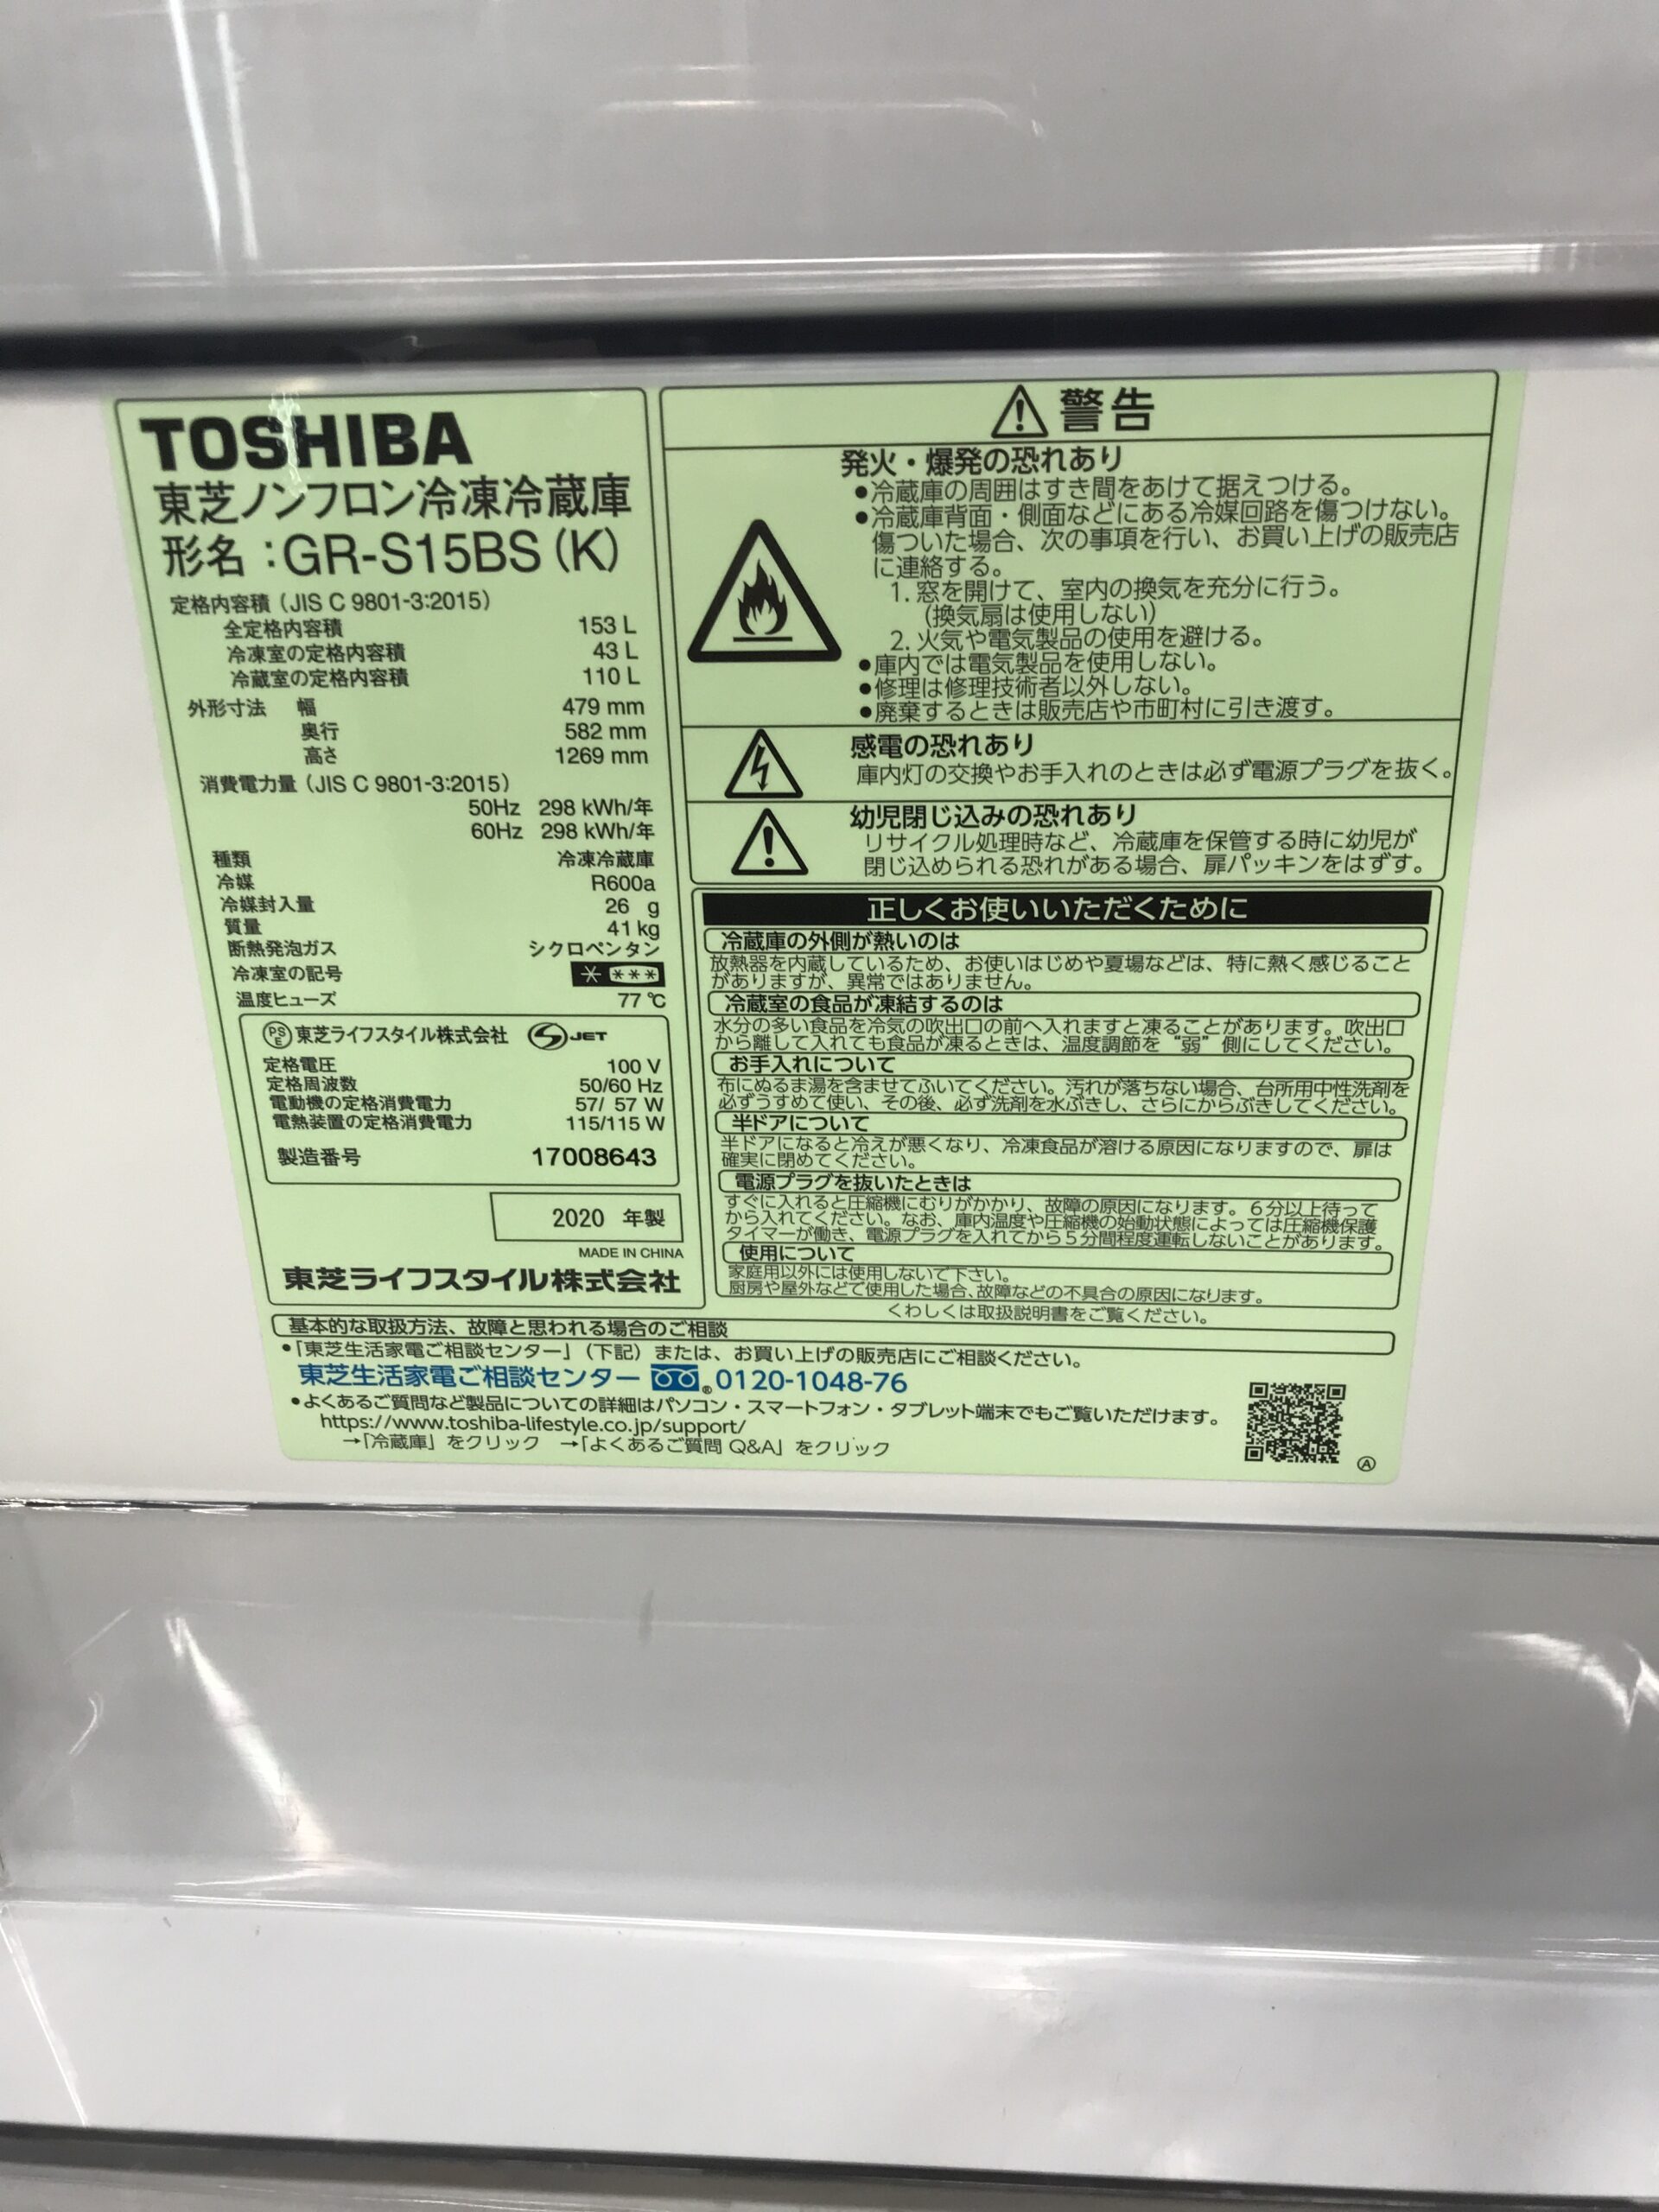 TOSHIBA
東芝ノンフロン冷凍冷蔵庫
形名:GR-S15BS(K)
定格内容積(JIS C 9801-3:2015)
全定格内容積 153 L
冷凍室の定格内容積 43 L
冷蔵室の定格内容積 110 L
外形寸法 幅 479 mm
奥行 582 mm
高さ 1269 mm
消費電力量(JIS C 9801-3:2015)
50Hz 298 kWh/年
60Hz 298 kWh/年
種類 冷凍冷蔵庫
冷媒 R600a
冷媒封入量 26 g
質量 41 kg
断熱発泡ガス シクロペンタン
冷凍室の記号 * ***
温度ヒューズ 77 ℃
PSE 東芝ライフスタイル株式会社 JET
定格電圧 100 V
定格周波数 50/60 Hz
電動機の定格消費電力 57/ 57 W
電熱装置の定格消費電力 115/115 W
製造番号 17008643
2020 年製
MADE IN CHINA
東芝ライフスタイル株式会社
警告
発火・爆発の恐れあり
●冷蔵庫の周囲はすき間をあけて据えつける。
●冷蔵庫背面・側面などにある冷媒回路を傷つけない。
傷ついた場合、次の事項を行い、お買い上げの販売店
に連絡する。
1. 窓を開けて、室内の換気を充分に行う。
(換気扇は使用しない)
2. 火気や電気製品の使用を避ける。
●庫内では電気製品を使用しない。
●修理は修理技術者以外しない。
●廃棄するときは販売店や市町村に引き渡す。
感電の恐れあり
庫内灯の交換やお手入れのときは必ず電源プラグを抜く。
幼児閉じ込みの恐れあり
リサイクル処理時など、冷蔵庫を保管する時に幼児が
閉じ込められる恐れがある場合、扉パッキンをはずす。
正しくお使いいただくために
冷蔵庫の外側が熱いのは
放熱器を内蔵しているため、お使いはじめや夏場などは、特に熱く感じること
がありますが、異常ではありません。
冷蔵室の食品が凍結するのは
水分の多い食品を冷気の吹出口の前へ入れますと凍ることがあります。吹出口
から離して入れても食品が凍るときは、温度調節を“弱”側にしてください。
お手入れについて
布にぬるま湯を含ませてふいてください。汚れが落ちない場合、台所用中性洗剤を
必ずうすめて使い、その後、必ず洗剤を水ぶきし、さらにからぶきしてください。
半ドアについて
半ドアになると冷えが悪くなり、冷凍食品が溶ける原因になりますので、扉は
確実に閉めてください。
電源プラグを抜いたときは
すぐに入れると圧縮機にむりがかかり、故障の原因になります。6分以上待って
から入れてください。なお、庫内温度や圧縮機の始動状態によっては圧縮機保護
タイマーが働き、電源プラグを入れてから5分間程度運転しないことがあります。
使用について
家庭用以外には使用しないで下さい。
厨房や屋外などで使用した場合、故障などの不具合の原因になります。
くわしくは取扱説明書をご覧ください。
基本的な取扱方法、故障と思われる場合のご相談
●「東芝生活家電ご相談センター」(下記)または、お買い上げの販売店にご相談ください。
東芝生活家電ご相談センター ®0120-1048-76
●よくあるご質問など製品についての詳細はパソコン・スマートフォン・タブレット端末でもご覧いただけます。
https://www.toshiba-lifestyle.co.jp/support/
→「冷蔵庫」をクリック →「よくあるご質問 Q&A」をクリック
Ⓐ